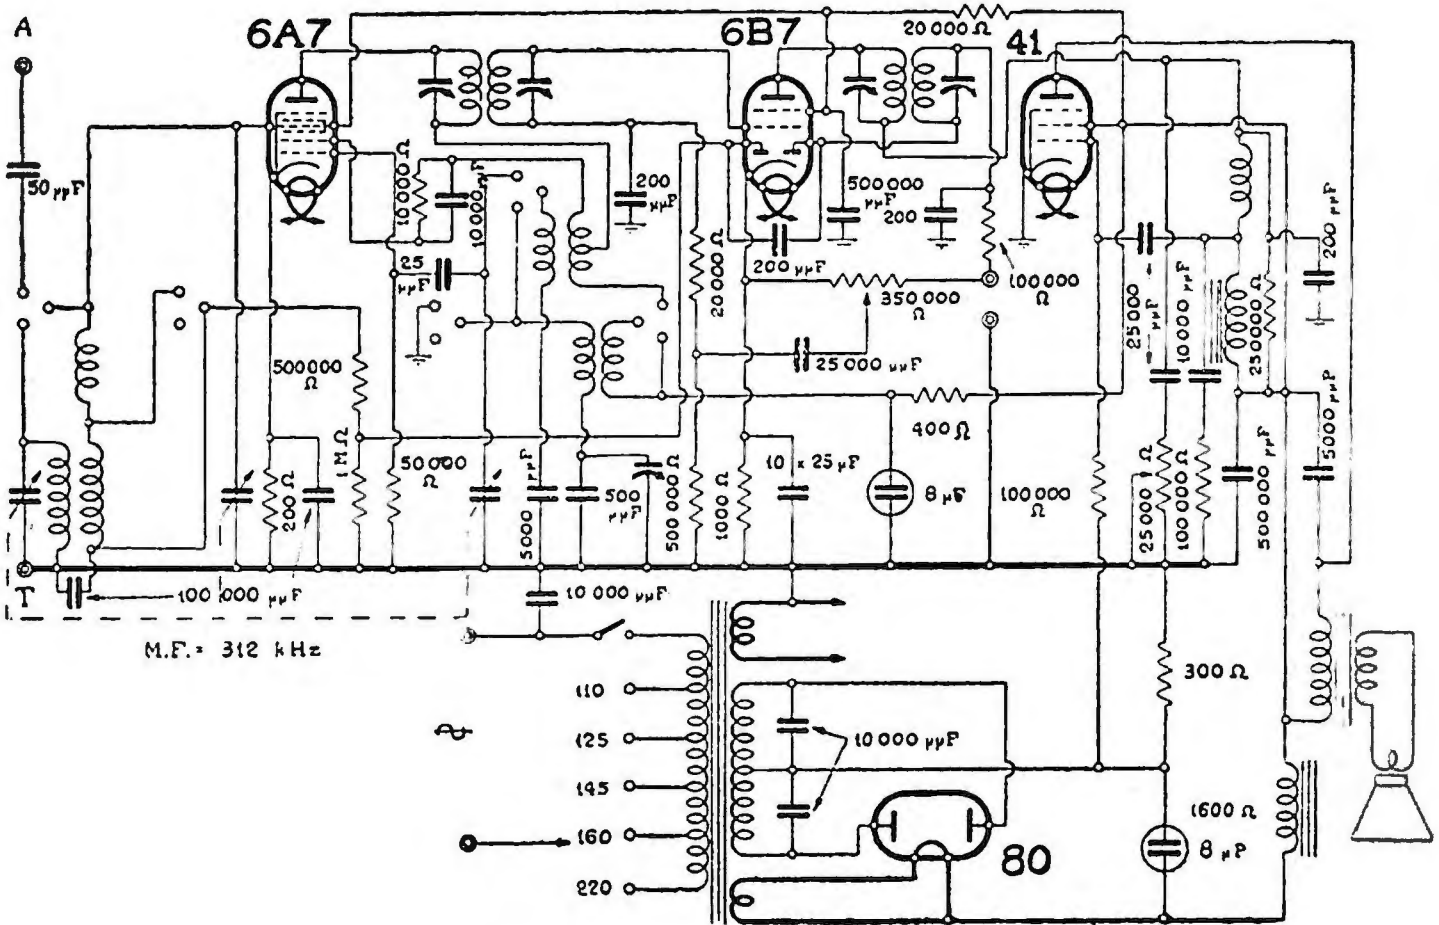 A
6A7
6B7
20 000 Ω
41
50 µµF
10 000 Ω
10 000 µµF
200
µµF
500 000
µµF
200
25
µµF
200 µµF
20 000 Ω
350 000
Ω
100 000
Ω
25 000
µµF
10 000 µµF
250 000 Ω
200 µµF
500 000
Ω
25 000 µµF
400 Ω
200 Ω
1 MΩ
50 000
Ω
5000 µµF
500
µµF
500 000 Ω
1000 Ω
10 x 25 µF
8 µF
100 000
Ω
25 000 Ω
100 000 Ω
500 000 µµF
5000 µµF
T
100 000 µµF
10 000 µµF
M.F. = 312 kHz
300 Ω
110
125
145
160
220
10 000 µµF
1600 Ω
8 µF
80